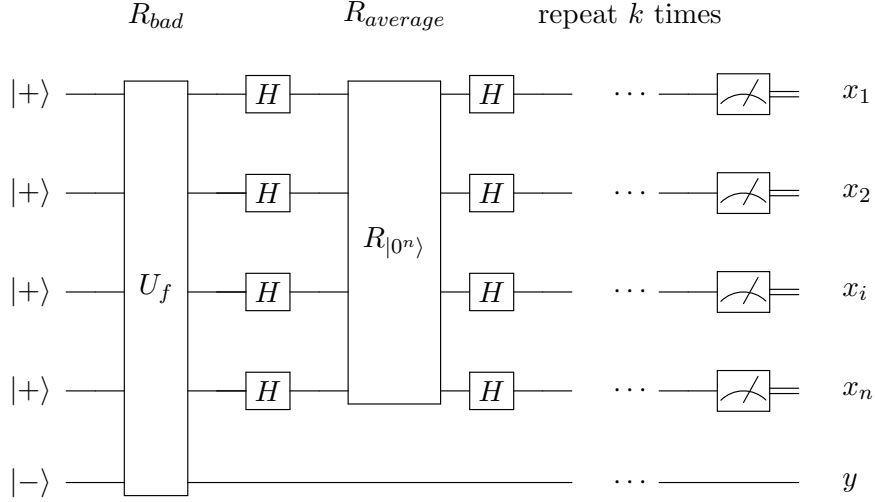 R_{bad} R_{average} repeat k times
|+⟩ H H ··· x_1
|+⟩ H H ··· x_2
R_{|0^n⟩}
|+⟩ U_f H H ··· x_i
|+⟩ H H ··· x_n
|−⟩ ··· y